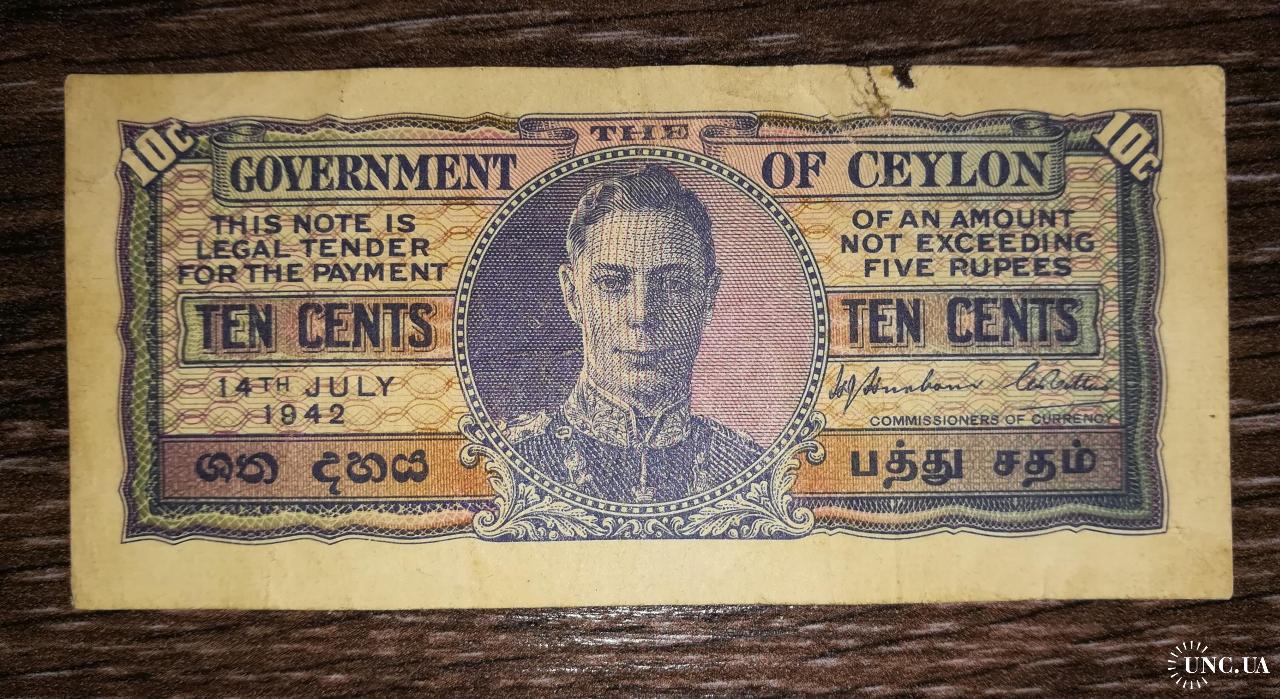 10c
THE
10c
GOVERNMENT OF CEYLON
THIS NOTE IS
LEGAL TENDER
FOR THE PAYMENT
OF AN AMOUNT
NOT EXCEEDING
FIVE RUPEES
TEN CENTS
TEN CENTS
14TH JULY
1942
COMMISSIONERS OF CURRENCY
ශත දහය
பத்து சதம்
UNC.UA